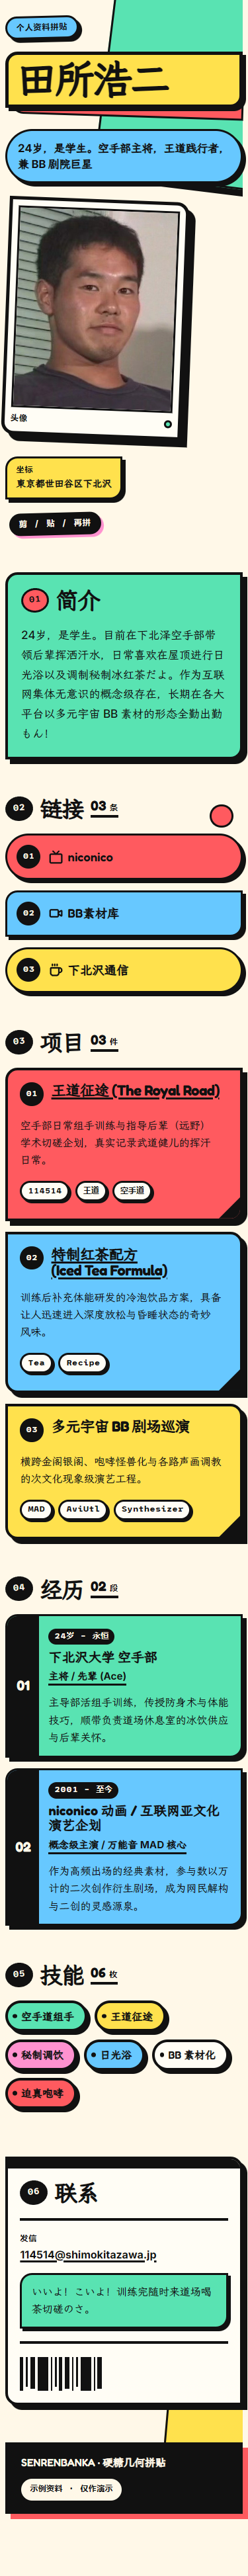 个人资料拼贴
田所浩二
24岁，是学生。空手部主将，王道践行者，
兼 BB 剧院巨星
头像
坐标
東京都世田谷区下北沢
剪 / 贴 / 再拼
01 简介
24岁，是学生。目前在下北泽空手部带
领后辈挥洒汗水，日常喜欢在屋顶进行日
光浴以及调制秘制冰红茶だよ。作为互联
网集体无意识的概念级存在，长期在各大
平台以多元宇宙 BB 素材的形态全勤出勤
もん！
02 链接 03 条
01 niconico
02 BB素材库
03 下北沢通信
03 项目 03 件
01 王道征途 (The Royal Road)
空手部日常组手训练与指导后辈（远野）
学术切磋企划，真实记录武道健儿的挥汗
日常。
114514 王道 空手道
02 特制红茶配方
(Iced Tea Formula)
训练后补充体能研发的冷泡饮品方案，具备
让人迅速进入深度放松与昏睡状态的奇妙
风味。
Tea Recipe
03 多元宇宙 BB 剧场巡演
横跨金阁银阁、咆哮怪兽化与各路声画调教
的次文化现象级演艺工程。
MAD AviUtl Synthesizer
04 经历 02 段
24岁 - 永恒
01 下北沢大学 空手部
主将 / 先辈 (Ace)
主导部活组手训练，传授防身术与体能
技巧，顺带负责道场休息室的冰饮供应
与后辈关怀。
2001 - 至今
niconico 动画 / 互联网亚文化
演艺企划
02 概念级主演 / 万能音 MAD 核心
作为高频出场的经典素材，参与数以万
计的二次创作衍生剧场，成为网民解构
与二创的灵感源泉。
05 技能 06 枚
空手道组手 王道征途
秘制调饮 日光浴 BB 素材化
迫真咆哮
06 联系
发信
114514@shimokitazawa.jp
いいよ！こいよ！训练完随时来道场喝
茶切磋のさ。
SENRENBANKA · 硬糖几何拼贴
示例资料 · 仅作演示